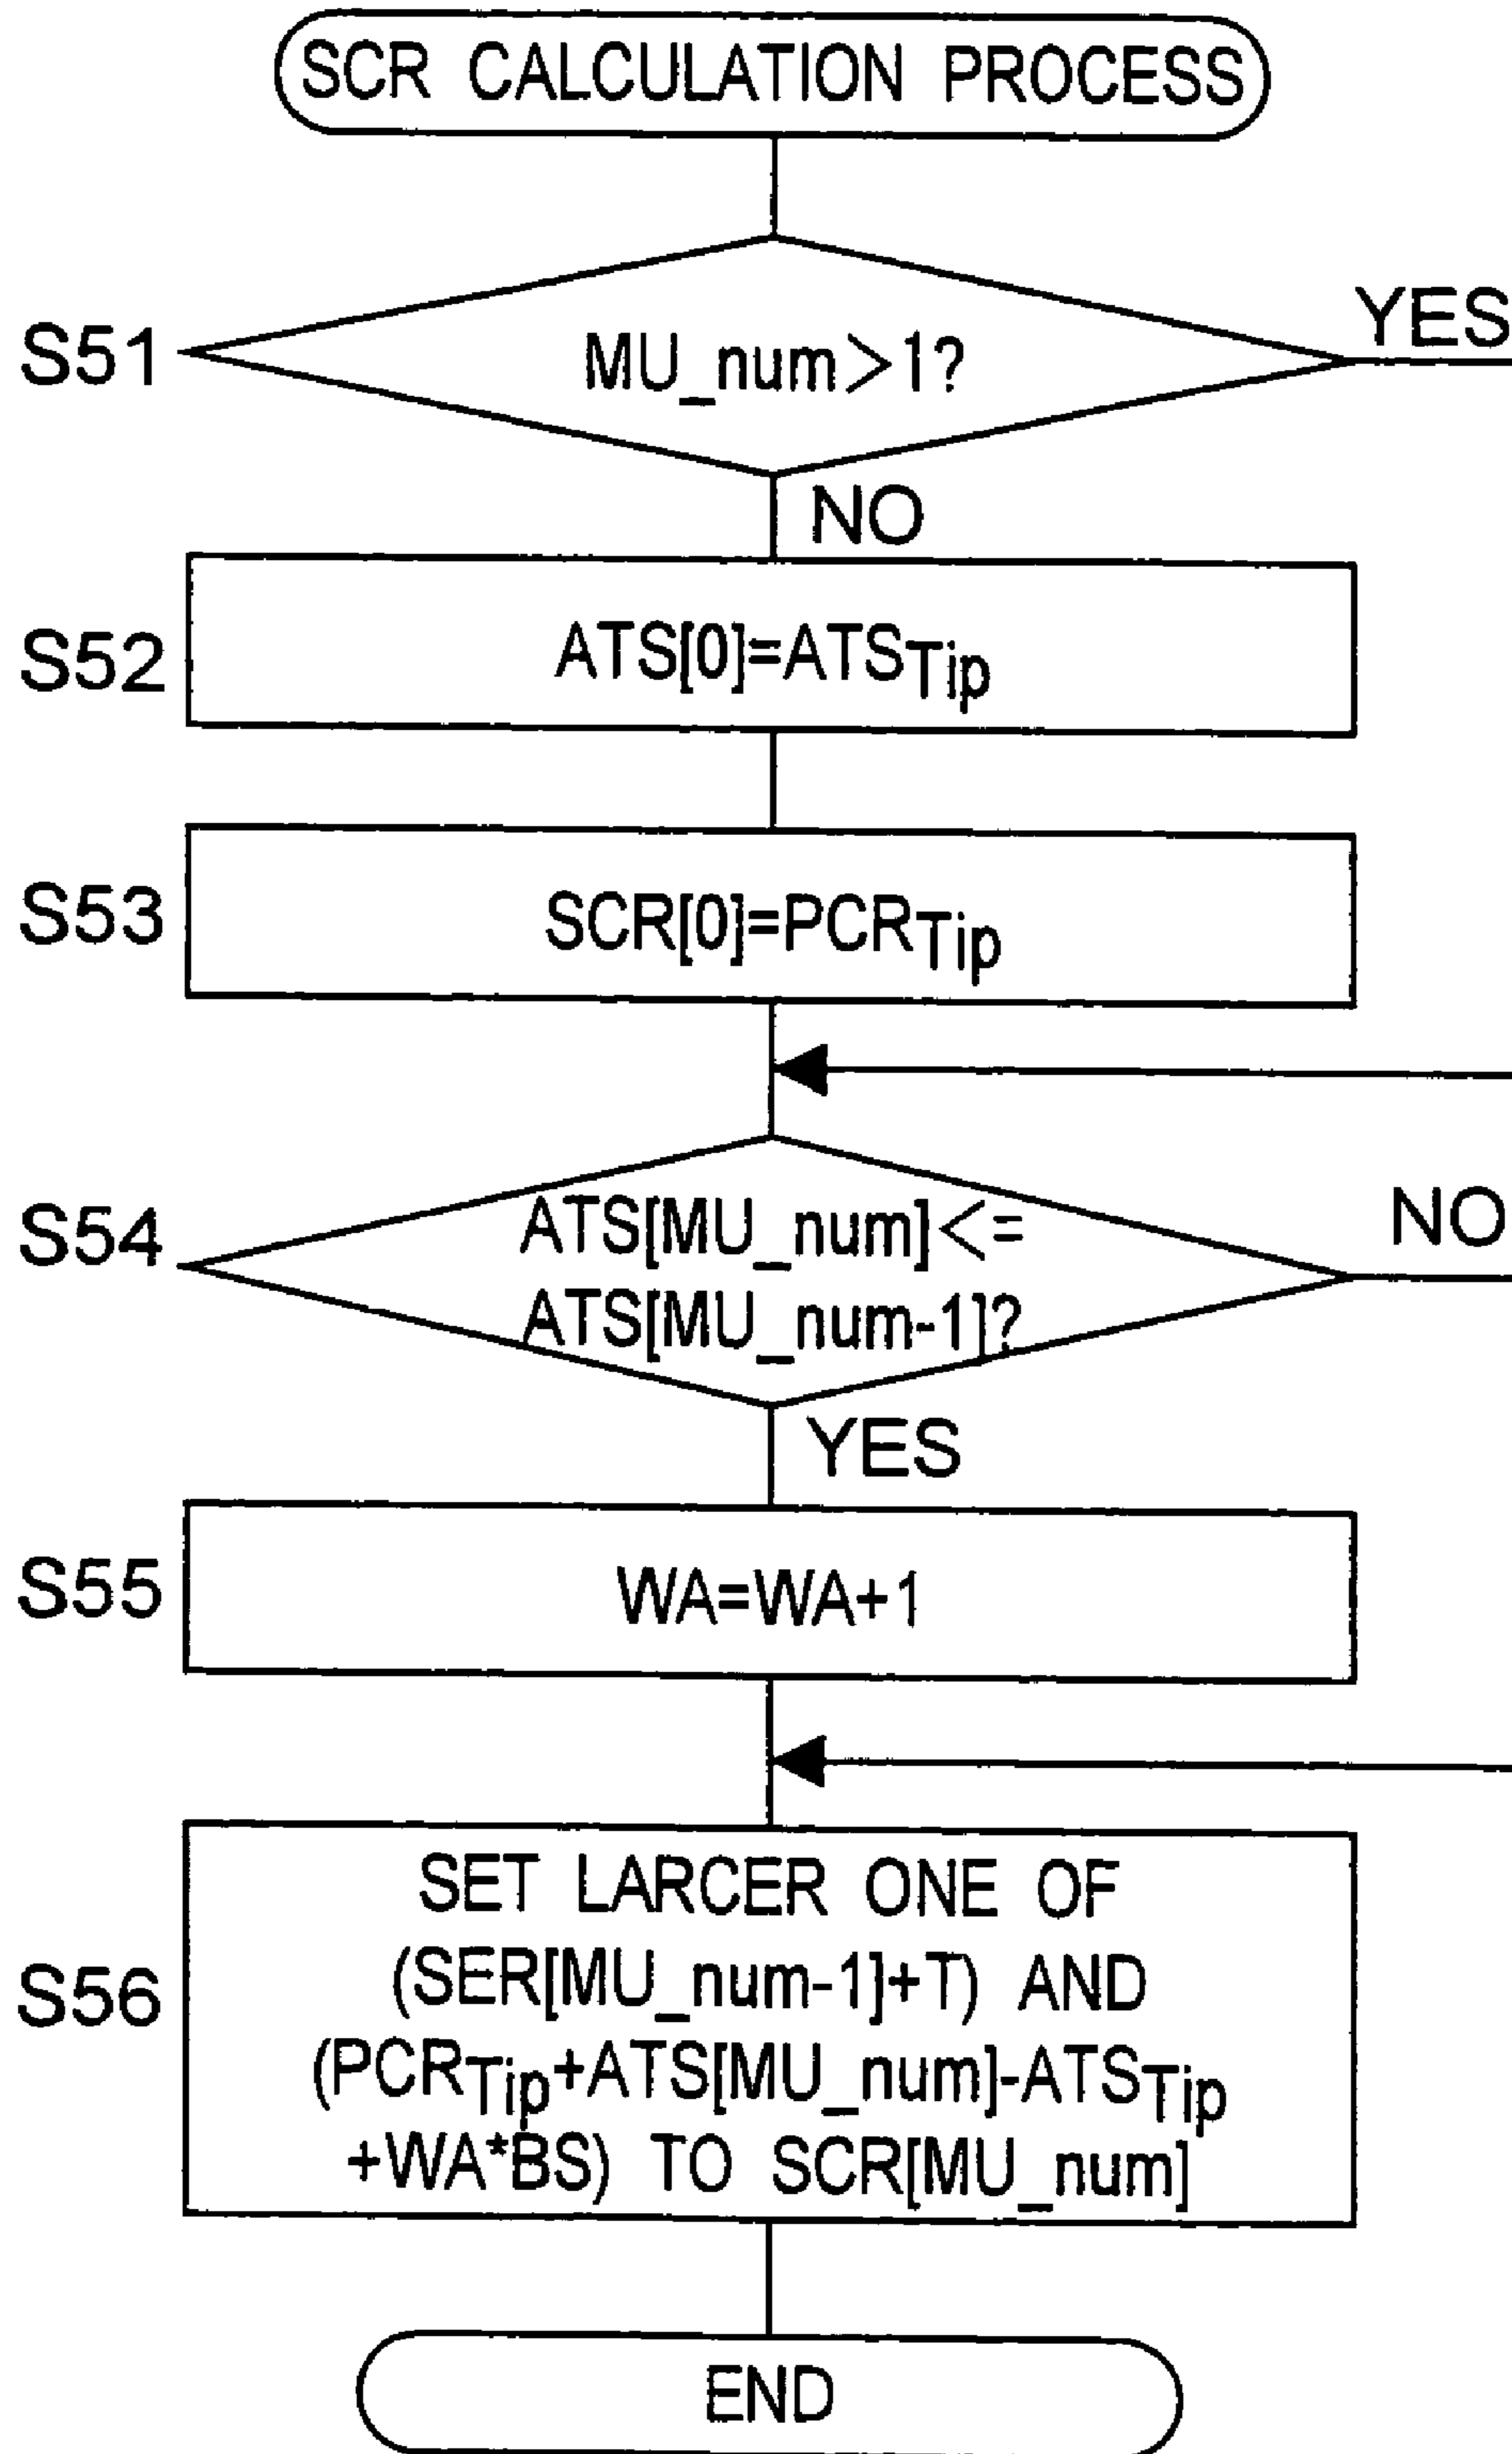 SCR CALCULATION PROCESS
S51
MU_num>1?
YES
NO
S52
ATS[0]=ATSTip
S53
SCR[0]=PCRTip
S54
ATS[MU_num]<=
ATS[MU_num-1]?
NO
YES
S55
WA=WA+1
S56
SET LARCER ONE OF
(SER[MU_num-1]+T) AND
(PCRTip+ATS[MU_num]-ATSTip
+WA*BS) TO SCR[MU_num]
END